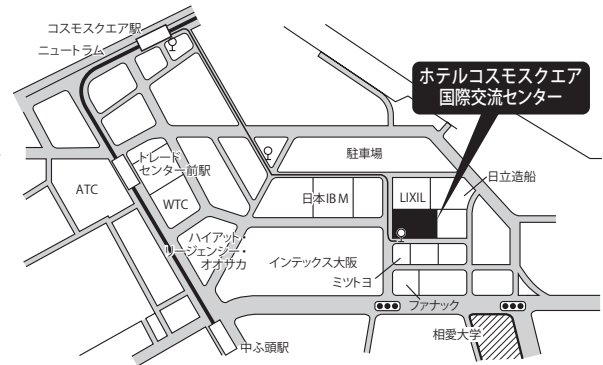 コスモスクエア駅
ニュートラム
ホテルコスモスクエア
国際交流センター
トレード
センター前駅
駐車場
日立造船
ATC
WTC
日本IBM
LIXIL
ハイアット・
リージェンシー・
オオサカ
インテックス大阪
ミツトヨ
ファナック
相愛大学
中ふ頭駅